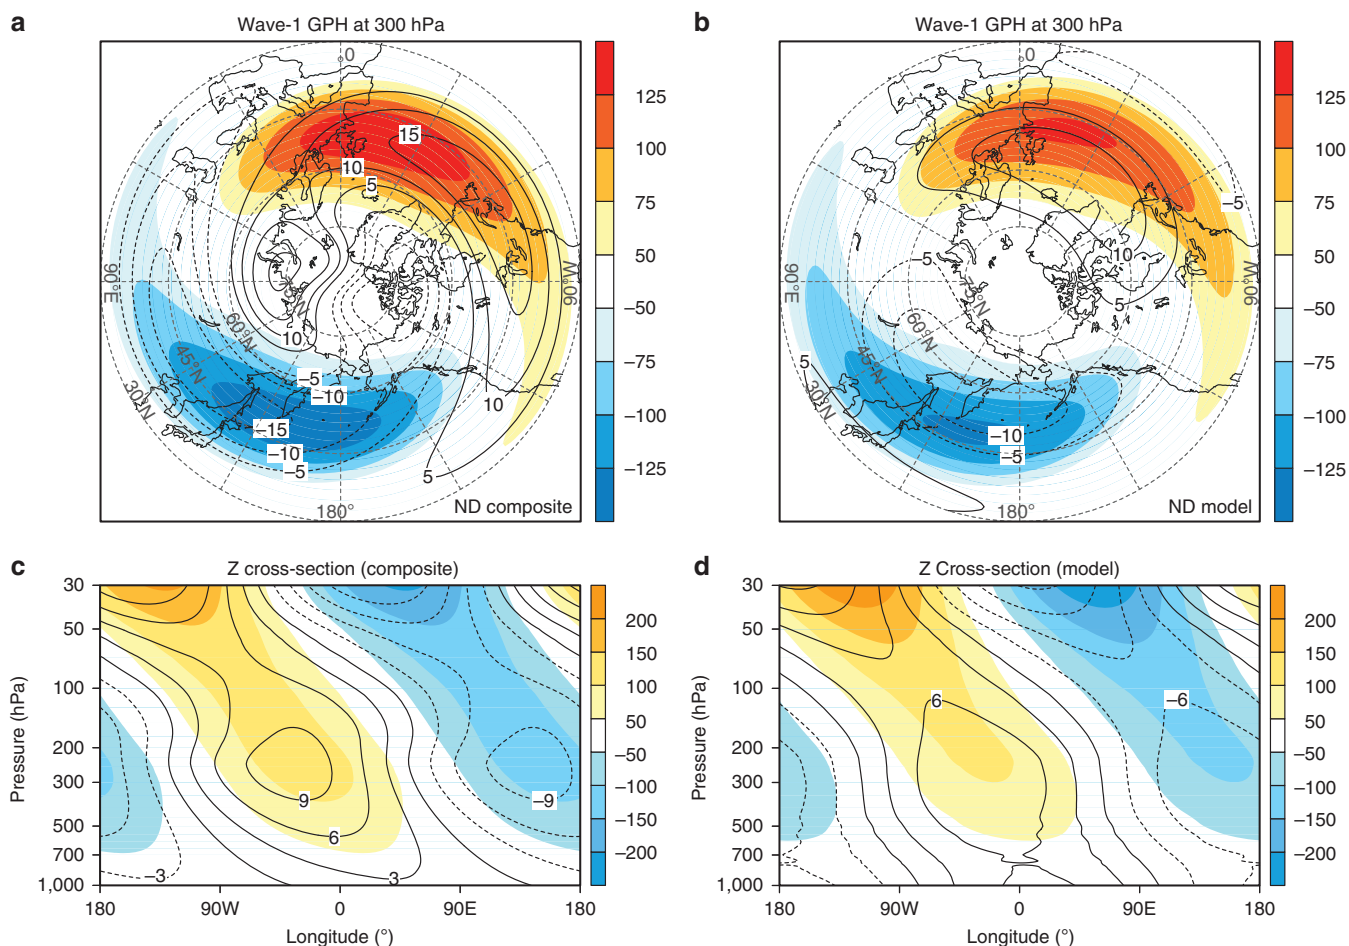 a
Wave-1 GPH at 300 hPa
0
90°E
90°W
75°N
60°N
45°N
30°N
180°
15
10
5
10
10
5
−5
−10
−15
−10
−5
ND composite
125
100
75
50
−50
−75
−100
−125
b
Wave-1 GPH at 300 hPa
0
90°E
90°W
75°N
60°N
45°N
30°N
180°
−5
10
5
−5
5
−10
−5
ND model
125
100
75
50
−50
−75
−100
−125
c
Z cross-section (composite)
Pressure (hPa)
30
50
100
200
300
500
700
1,000
9
6
3
−3
−9
180
90W
0
90E
180
Longitude (°)
200
150
100
50
−50
−100
−150
−200
d
Z Cross-section (model)
Pressure (hPa)
30
50
100
200
300
500
700
1,000
6
−6
180
90W
0
90E
180
Longitude (°)
200
150
100
50
−50
−100
−150
−200